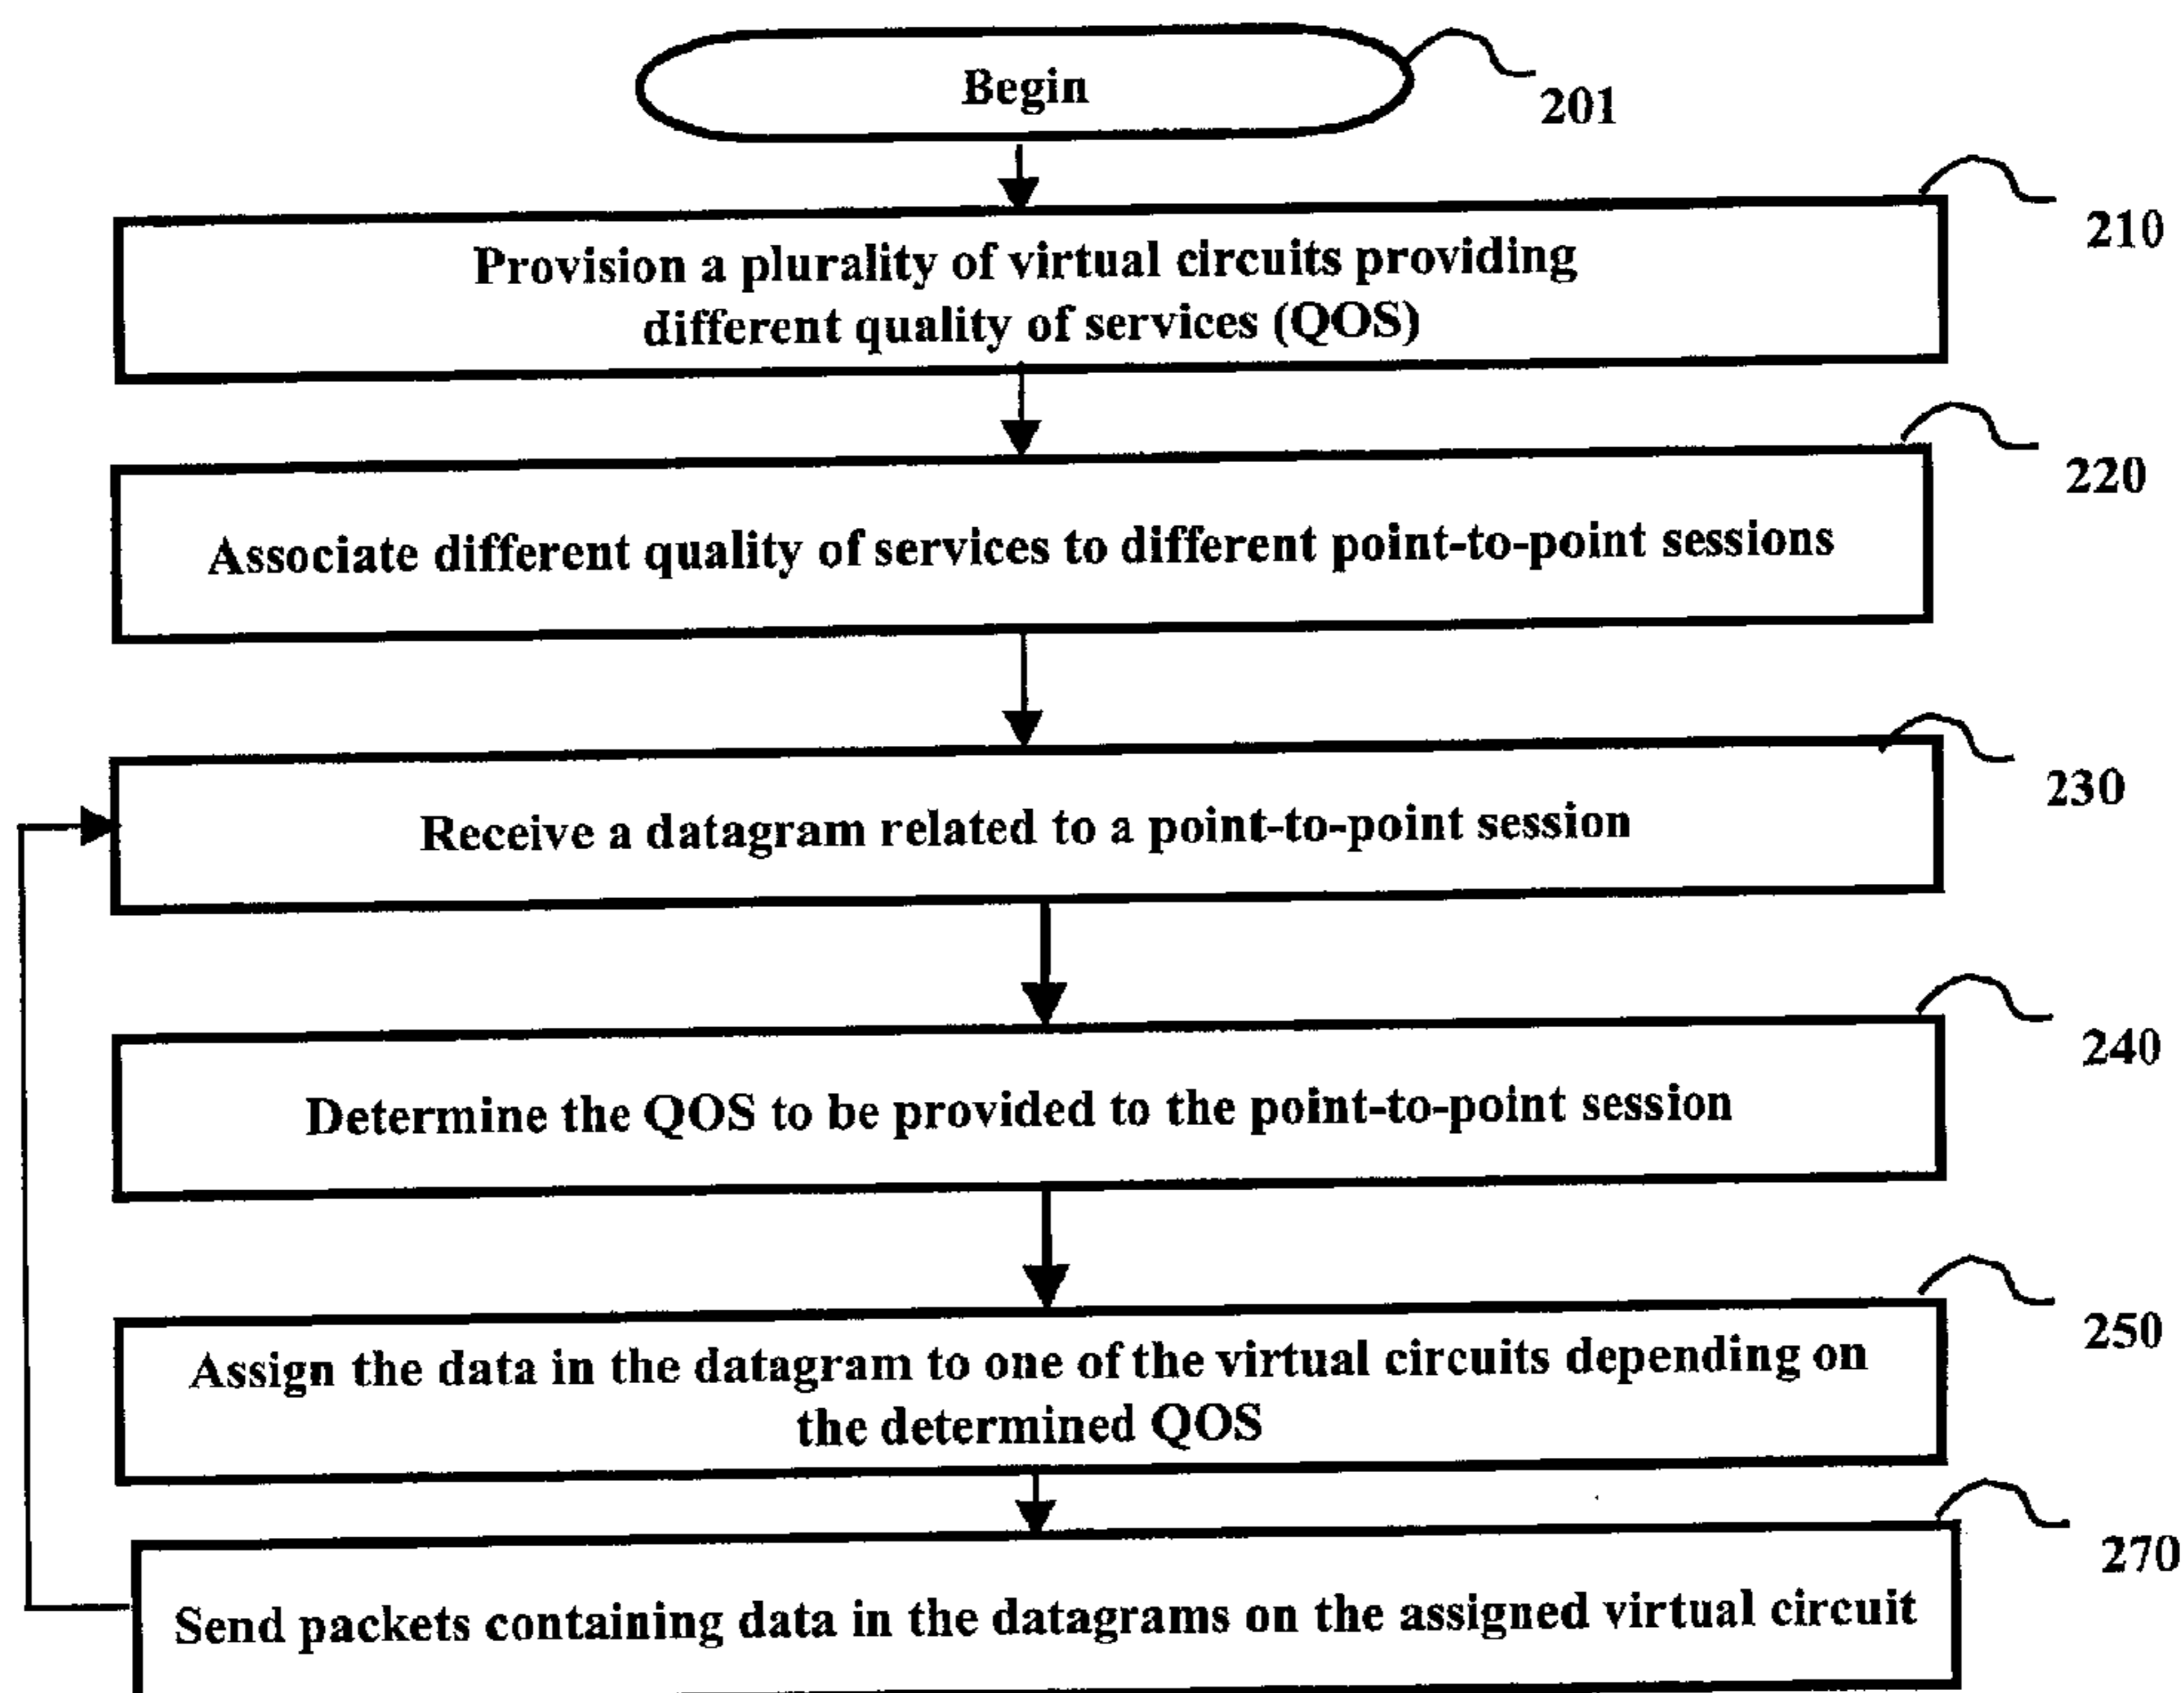 Begin
201
210
Provision a plurality of virtual circuits providing
different quality of services (QOS)
220
Associate different quality of services to different point-to-point sessions
230
Receive a datagram related to a point-to-point session
240
Determine the QOS to be provided to the point-to-point session
250
Assign the data in the datagram to one of the virtual circuits depending on
the determined QOS
270
Send packets containing data in the datagrams on the assigned virtual circuit